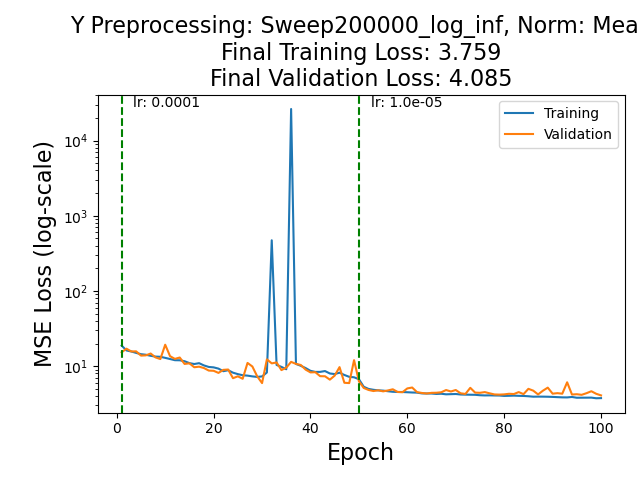 Y Preprocessing: Sweep200000_log_inf, Norm: Mea
Final Training Loss: 3.759
Final Validation Loss: 4.085
lr: 0.0001
lr: 1.0e-05
Training
Validation
MSE Loss (log-scale)
10⁴
10³
10²
10¹
0 20 40 60 80 100
Epoch